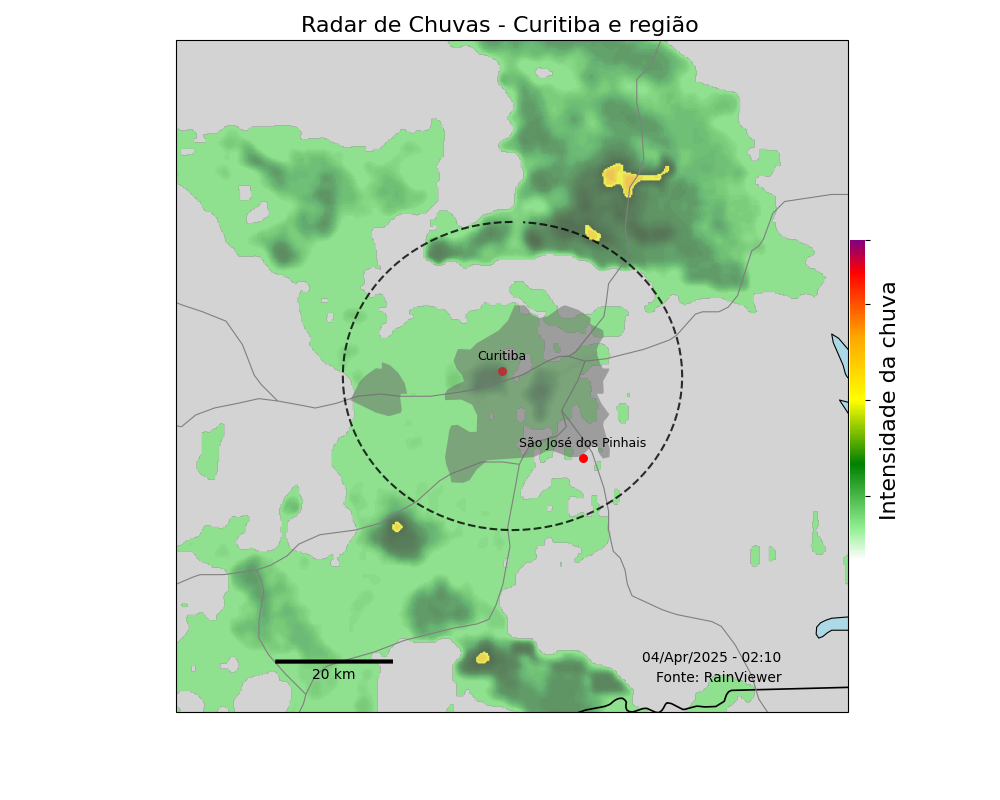 Radar de Chuvas - Curitiba e região
Curitiba
São José dos Pinhais
Intensidade da chuva
04/Apr/2025 - 02:10
Fonte: RainViewer
20 km